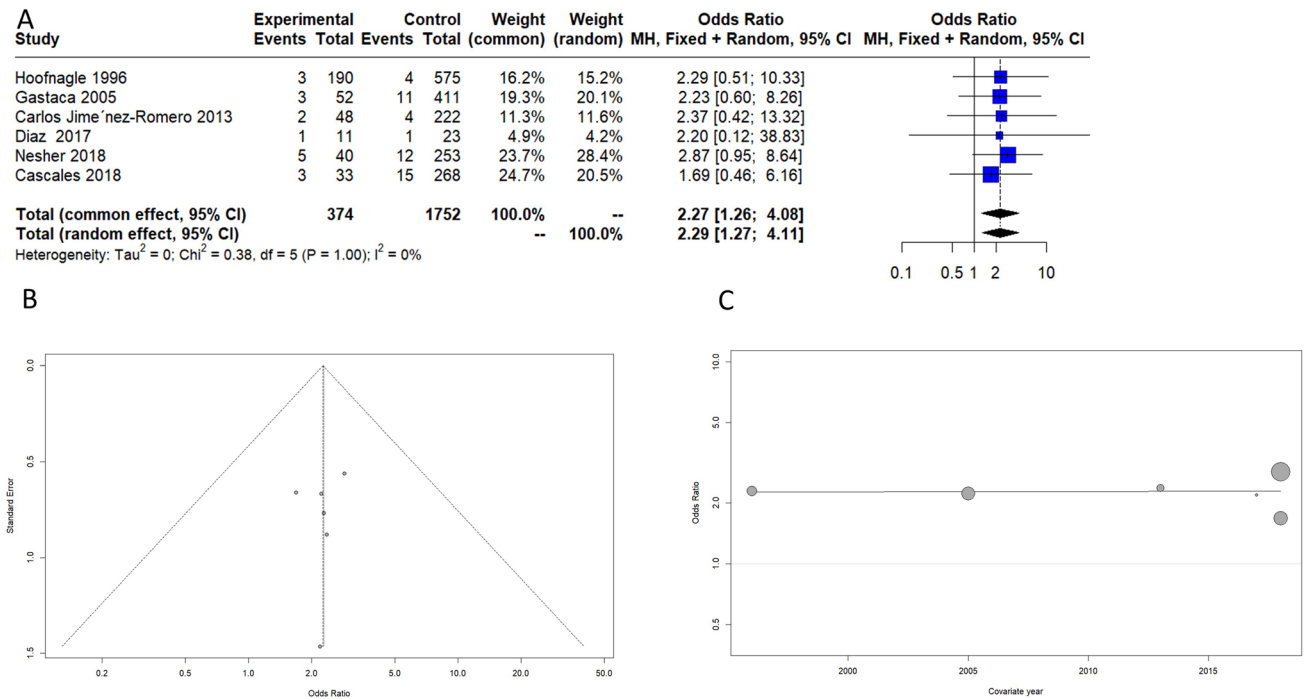 A
Experimental Control Weight Weight Odds Ratio Odds Ratio
Study Events Total Events Total (common) (random) MH, Fixed + Random, 95% CI MH, Fixed + Random, 95% CI
Hoofnagle 1996 3 190 4 575 16.2% 15.2% 2.29 [0.51; 10.33]
Gastaca 2005 3 52 11 411 19.3% 20.1% 2.23 [0.60; 8.26]
Carlos Jime´nez-Romero 2013 2 48 4 222 11.3% 11.6% 2.37 [0.42; 13.32]
Diaz 2017 1 11 1 23 4.9% 4.2% 2.20 [0.12; 38.83]
Nesher 2018 5 40 12 253 23.7% 28.4% 2.87 [0.95; 8.64]
Cascales 2018 3 33 15 268 24.7% 20.5% 1.69 [0.46; 6.16]
Total (common effect, 95% CI) 374 1752 100.0% -- 2.27 [1.26; 4.08]
Total (random effect, 95% CI) -- 100.0% 2.29 [1.27; 4.11]
Heterogeneity: Tau² = 0; Chi² = 0.38, df = 5 (P = 1.00); I² = 0%
0.1 0.5 1 2 10
B
0.0
0.5
1.0
1.5
Standard Error
0.2 0.5 1.0 2.0 5.0 10.0 20.0 50.0
Odds Ratio
C
10.0
5.0
2.0
1.0
0.5
Odds Ratio
2000 2005 2010 2015
Covariate year